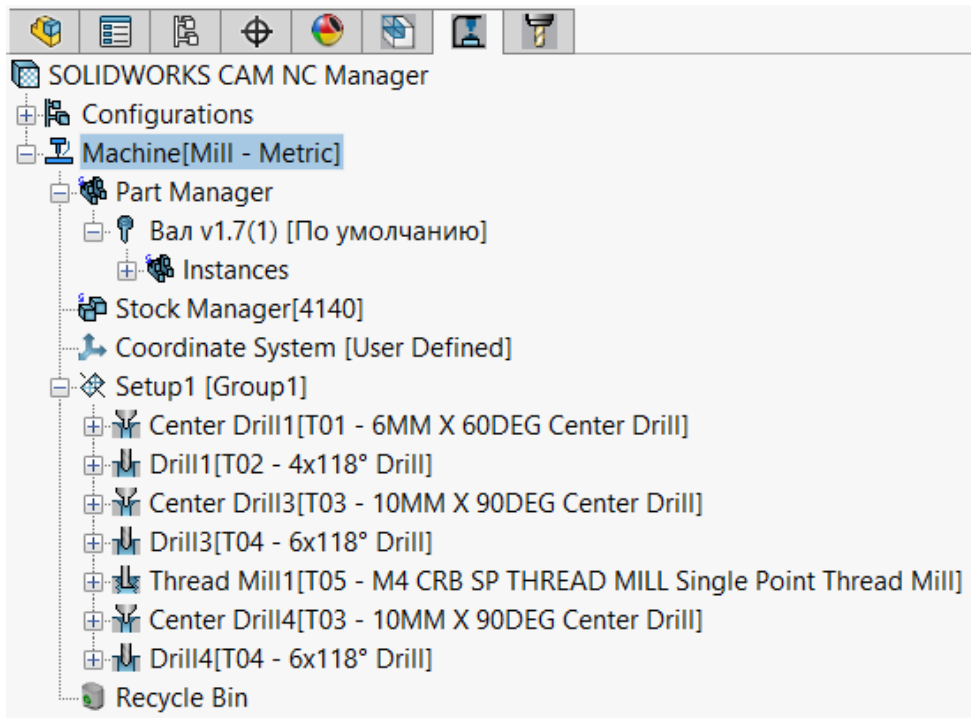 SOLIDWORKS CAM NC Manager
Configurations
Machine[Mill - Metric]
Part Manager
Вал v1.7(1) [По умолчанию]
Instances
Stock Manager[4140]
Coordinate System [User Defined]
Setup1 [Group1]
Center Drill1[T01 - 6MM X 60DEG Center Drill]
Drill1[T02 - 4x118° Drill]
Center Drill3[T03 - 10MM X 90DEG Center Drill]
Drill3[T04 - 6x118° Drill]
Thread Mill1[T05 - M4 CRB SP THREAD MILL Single Point Thread Mill]
Center Drill4[T03 - 10MM X 90DEG Center Drill]
Drill4[T04 - 6x118° Drill]
Recycle Bin